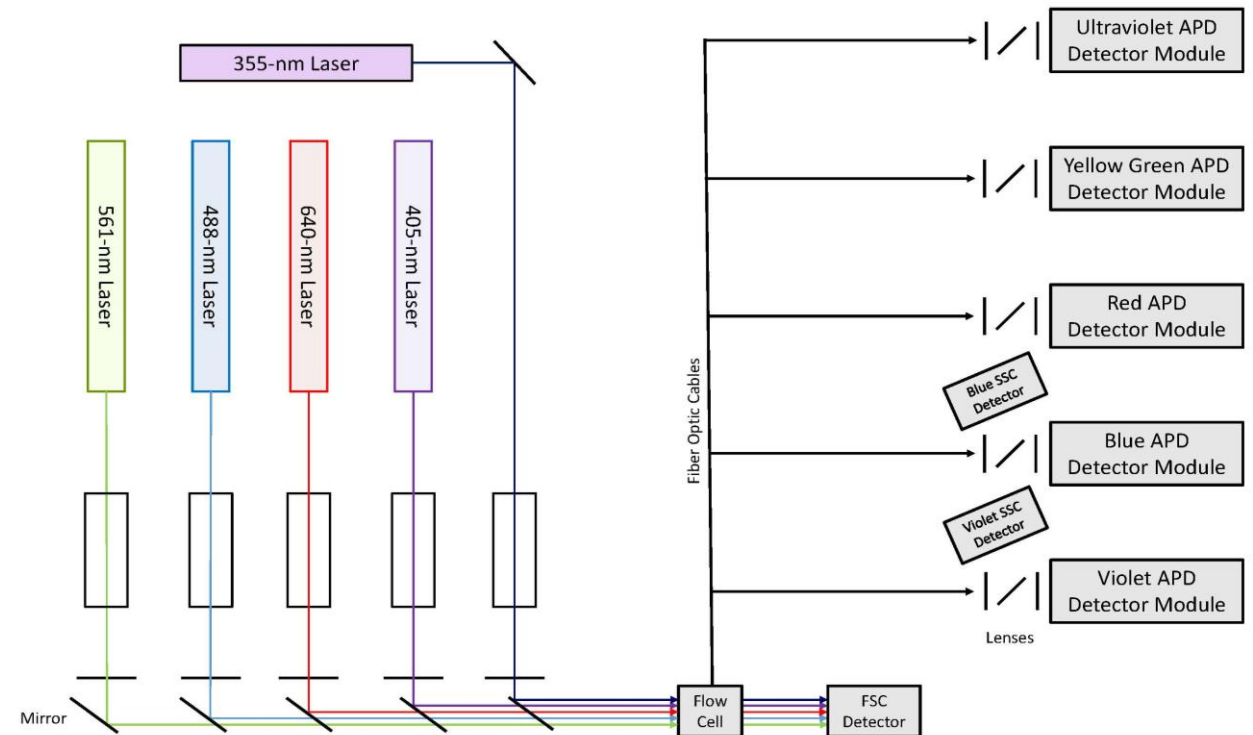 Ultraviolet APD
Detector Module
355-nm Laser
561-nm Laser
488-nm Laser
640-nm Laser
405-nm Laser
Yellow Green APD
Detector Module
Red APD
Detector Module
Fiber Optic Cables
Blue SSC
Detector
Blue APD
Detector Module
Violet SSC
Detector
Violet APD
Detector Module
Lenses
Mirror
Flow
Cell
FSC
Detector